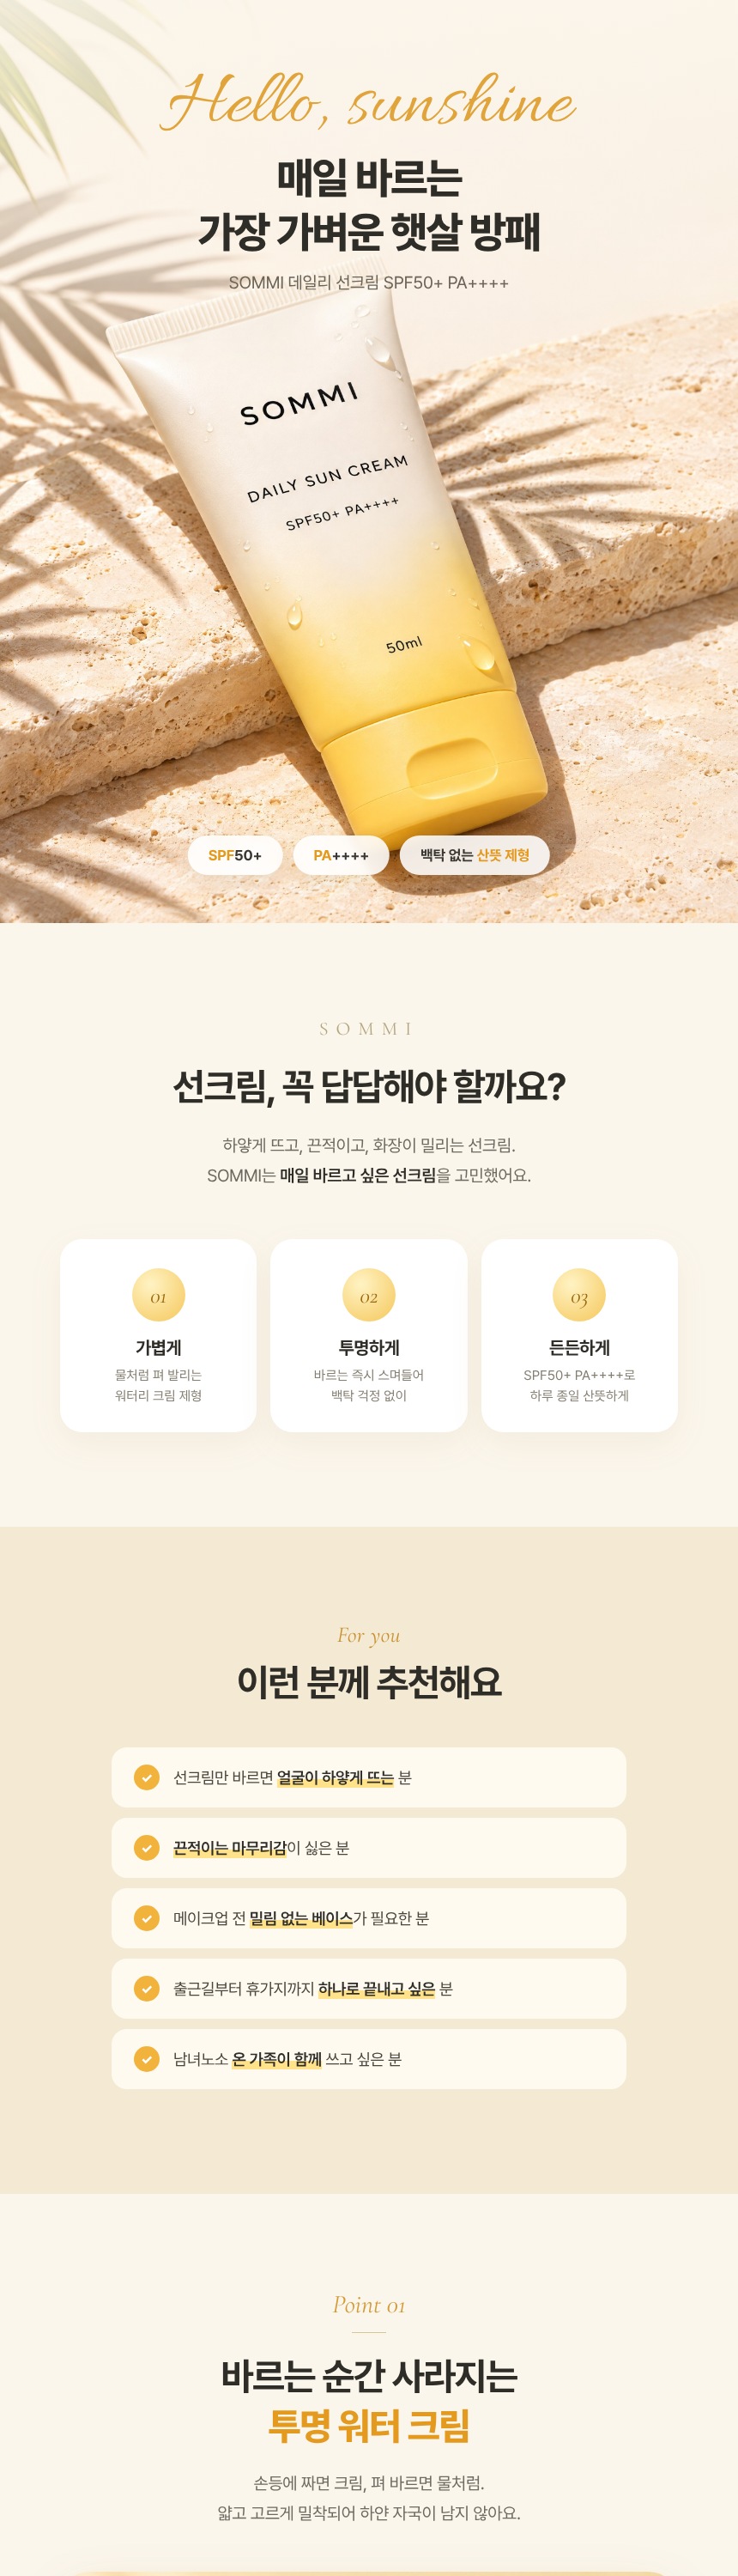 Hello, sunshine
매일 바르는
가장 가벼운 햇살 방패
SOMMI 데일리 선크림 SPF50+ PA++++
SOMMI
DAILY SUN CREAM
SPF50+ PA++++
50ml
SPF50+
PA++++
백탁 없는 산뜻 제형
SOMMI
선크림, 꼭 답답해야 할까요?
하얗게 뜨고, 끈적이고, 화장이 밀리는 선크림.
SOMMI는 매일 바르고 싶은 선크림을 고민했어요.
01
가볍게
물처럼 펴 발리는
워터리 크림 제형
02
투명하게
바르는 즉시 스며들어
백탁 걱정 없이
03
든든하게
SPF50+ PA++++로
하루 종일 산뜻하게
For you
이런 분께 추천해요
선크림만 바르면 얼굴이 하얗게 뜨는 분
끈적이는 마무리감이 싫은 분
메이크업 전 밀림 없는 베이스가 필요한 분
출근길부터 휴가지까지 하나로 끝내고 싶은 분
남녀노소 온 가족이 함께 쓰고 싶은 분
Point 01
바르는 순간 사라지는
투명 워터 크림
손등에 짜면 크림, 펴 바르면 물처럼.
얇고 고르게 밀착되어 하얀 자국이 남지 않아요.